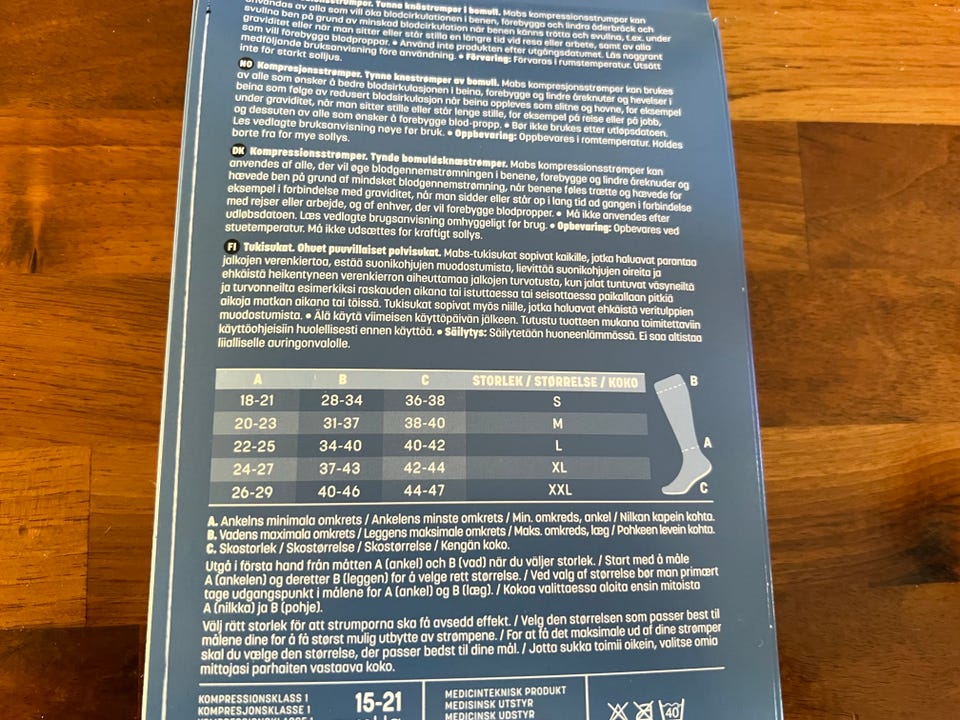 Tunna knästrumpor i bomull. Mabs kompressionsstrumpor kan
användas av alla som vill öka blodcirkulationen i benen, förebygga och lindra åderbråck och
svullna ben på grund av minskad blodcirkulation när benen känns trötta och svullna, t.ex. under
graviditet eller när man sitter eller står stilla en längre tid vid resa eller arbete, samt av alla
som vill förebygga blodproppar. • Använd inte produkten efter utgångsdatumet. Läs noggrant
medföljande bruksanvisning före användning. • Förvaring: Förvaras i rumstemperatur. Utsätt
inte för starkt solljus.
NO Kompresjonsstrømper. Tynne knestrømper av bomull. Mabs kompresjonsstrømper kan brukes
av alle som ønsker å bedre blodsirkulasjonen i beina, forebygge og lindre åreknuter og hevelser i
beina som følge av redusert blodsirkulasjon når beina oppleves som slitne og hovne, for eksempel
under graviditet, når man sitter stille eller står lenge stille, for eksempel på reise eller på jobb,
og dessuten av alle som ønsker å forebygge blod-propp. • Bør ikke brukes etter utløpsdatoen.
Les vedlagte bruksanvisning nøye før bruk. • Oppbevaring: Oppbevares i romtemperatur. Holdes
borte fra for mye sollys.
DK Kompressionsstrømper. Tynde bomuldsknæstrømper. Mabs kompressionsstrømper kan
anvendes af alle, der vil øge blodgennemstrømningen i benene, forebygge og lindre åreknuder og
hævede ben på grund af mindsket blodgennemstrømning, når benene føles trætte og hævede for
eksempel i forbindelse med graviditet, når man sidder eller står op i lang tid ad gangen i forbindelse
med rejser eller arbejde, og af enhver, der vil forebygge blodpropper. • Må ikke anvendes efter
udløbsdatoen. Læs vedlagte brugsanvisning omhyggeligt før brug. • Opbevaring: Opbevares ved
stuetemperatur. Må ikke udsættes for kraftigt sollys.
FI Tukisukat. Ohuet puuvillaiset polvisukat. Mabs-tukisukat sopivat kaikille, jotka haluavat parantaa
jalkojen verenkiertoa, estää suonikohjujen muodostumista, lievittää suonikohjujen oireita ja
ehkäistä heikentyneen verenkierron aiheuttamaa jalkojen turvotusta, kun jalat tuntuvat väsyneiltä
ja turvonneilta esimerkiksi raskauden aikana tai istuttaessa tai seisottaessa paikallaan pitkiä
aikoja matkan aikana tai töissä. Tukisukat sopivat myös niille, jotka haluavat ehkäistä veritulppien
muodostumista. • Älä käytä viimeisen käyttöpäivän jälkeen. Tutustu tuotteen mukana toimitettaviin
käyttöohjeisiin huolellisesti ennen käyttöä. • Säilytys: Säilytetään huoneenlämmössä. Ei saa altistaa
liialliselle auringonvalolle.
A B C STORLEK / STØRRELSE / KOKO
18-21 28-34 36-38 S
20-23 31-37 38-40 M
22-25 34-40 40-42 L
24-27 37-43 42-44 XL
26-29 40-46 44-47 XXL
B
A
C
A. Ankelns minimala omkrets / Ankelens minste omkrets / Min. omkreds, ankel / Nilkan kapein kohta.
B. Vadens maximala omkrets / Leggens maksimale omkrets / Maks. omkreds, læg / Pohkeen levein kohta.
C. Skostorlek / Skostørrelse / Skostørrelse / Kengän koko.
Utgå i första hand från måtten A (ankel) och B (vad) när du väljer storlek. / Start med å måle
A (ankelen) og deretter B (leggen) for å velge rett størrelse. / Ved valg af størrelse bør man primært
tage udgangspunkt i målene for A (ankel) og B (læg). / Kokoa valittaessa aloita ensin mitoista
A (nilkka) ja B (pohje).
Välj rätt storlek för att strumporna ska få avsedd effekt. / Velg den størrelsen som passer best til
målene dine for å få størst mulig utbytte av strømpene. / For at få det maksimale ud af dine strømper
skal du vælge den størrelse, der passer bedst til dine mål. / Jotta sukka toimii oikein, valitse omia
mittojasi parhaiten vastaava koko.
KOMPRESSIONSKLASS 1
KOMPRESJONSKLASSE 1
15-21
MEDICINTEKNISK PRODUKT
MEDISINSK UTSTYR
MEDICINSK UDSTYR
40